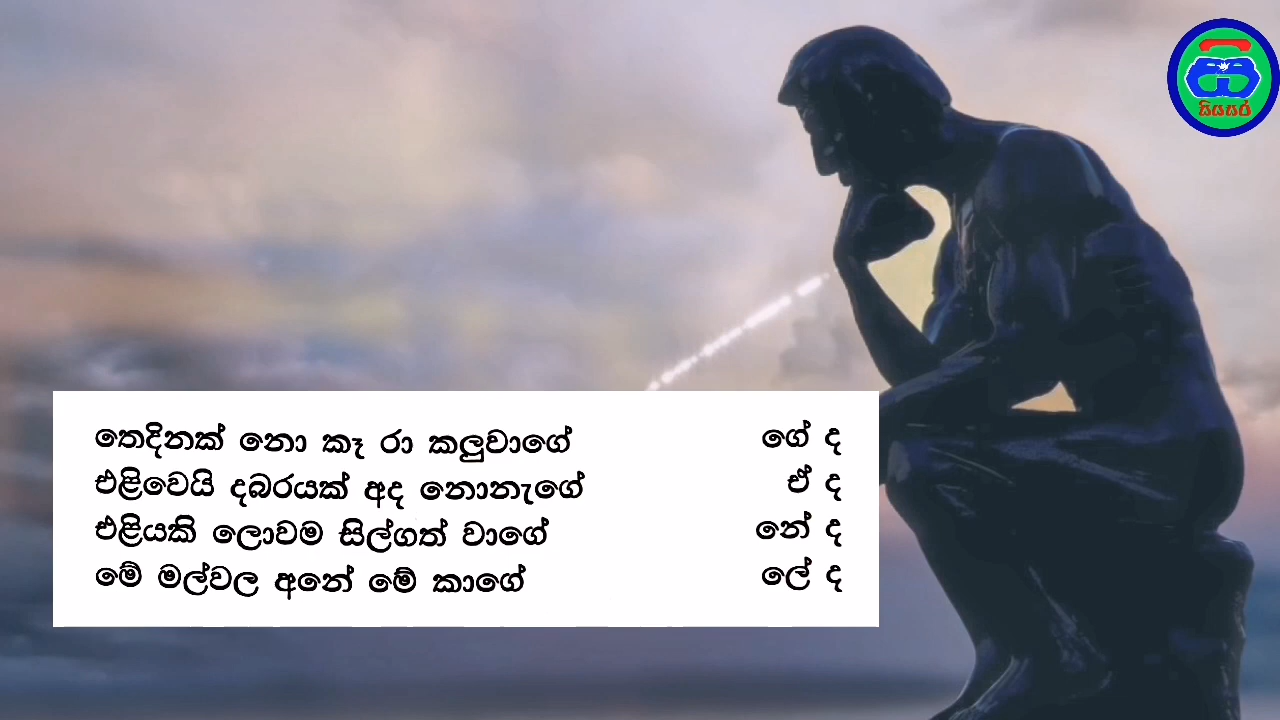 පියසර
තෙදිනක් නො කෑ රා කලුවාගේ ගේ ද
එළිවෙයි දබරයක් අද නොනැගේ ඒ ද
එළියකි ලොවම සිල්ගත් වාගේ නේ ද
මේ මල්වල අනේ මේ කාගේ ලේ ද